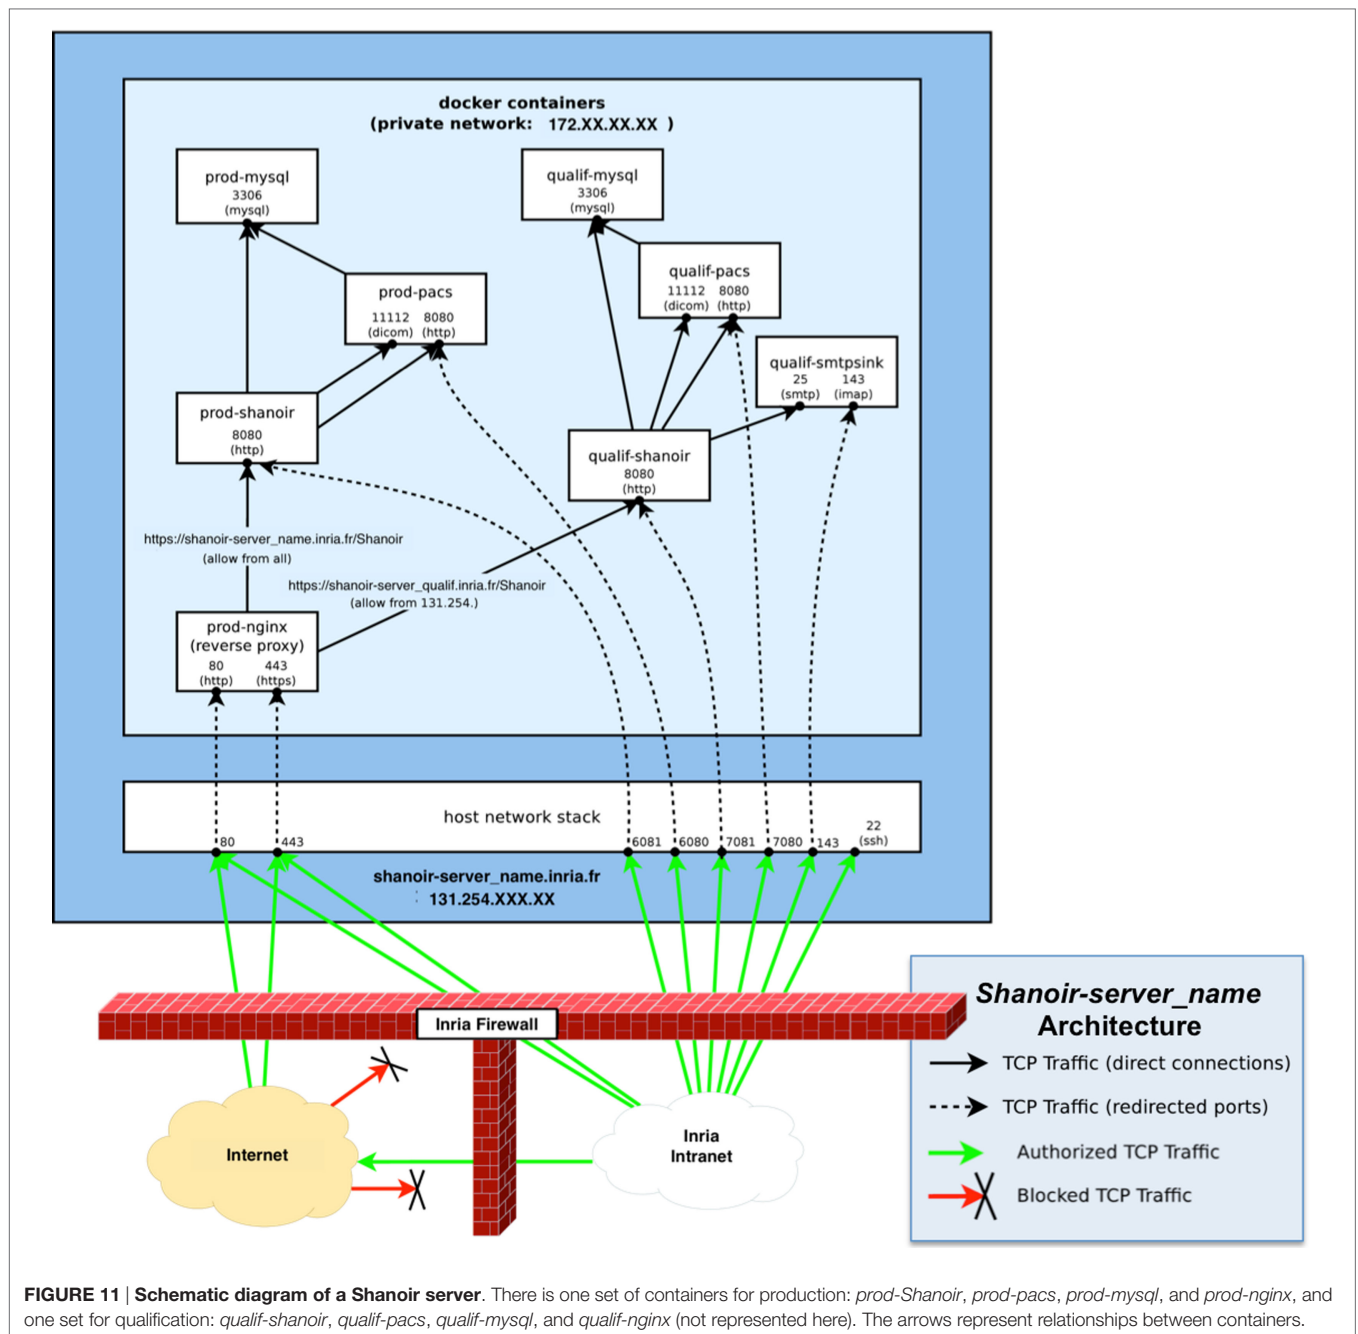 docker containers
(private network: 172.XX.XX.XX )
prod-mysql
3306
(mysql)
qualif-mysql
3306
(mysql)
prod-pacs
11112 8080
(dicom) (http)
qualif-pacs
11112 8080
(dicom) (http)
qualif-smtpsink
25 143
(smtp) (imap)
prod-shanoir
8080
(http)
qualif-shanoir
8080
(http)
https://shanoir-server_name.inria.fr/Shanoir
(allow from all)
https://shanoir-server_qualif.inria.fr/Shanoir
(allow from 131.254.)
prod-nginx
(reverse proxy)
80 443
(http) (https)
host network stack
80 443 6081 6080 7081 7080 143 22
(ssh)
shanoir-server_name.inria.fr
: 131.254.XXX.XX
Inria Firewall
Internet
Inria
Intranet
Shanoir-server_name
Architecture
TCP Traffic (direct connections)
TCP Traffic (redirected ports)
Authorized TCP Traffic
Blocked TCP Traffic
FIGURE 11 | Schematic diagram of a Shanoir server. There is one set of containers for production: prod-Shanoir, prod-pacs, prod-mysql, and prod-nginx, and
one set for qualification: qualif-shanoir, qualif-pacs, qualif-mysql, and qualif-nginx (not represented here). The arrows represent relationships between containers.